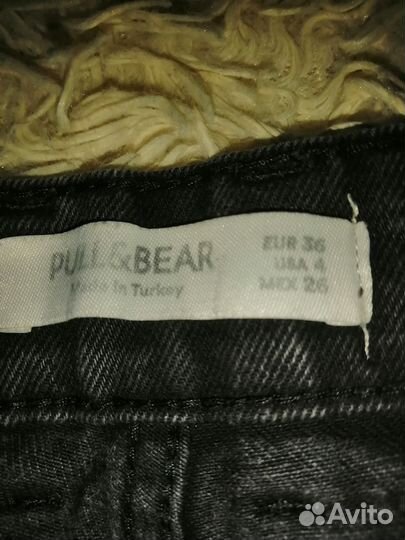 PULL&BEAR
Made in Turkey
EUR 36
USA 4
MEX 26
Avito